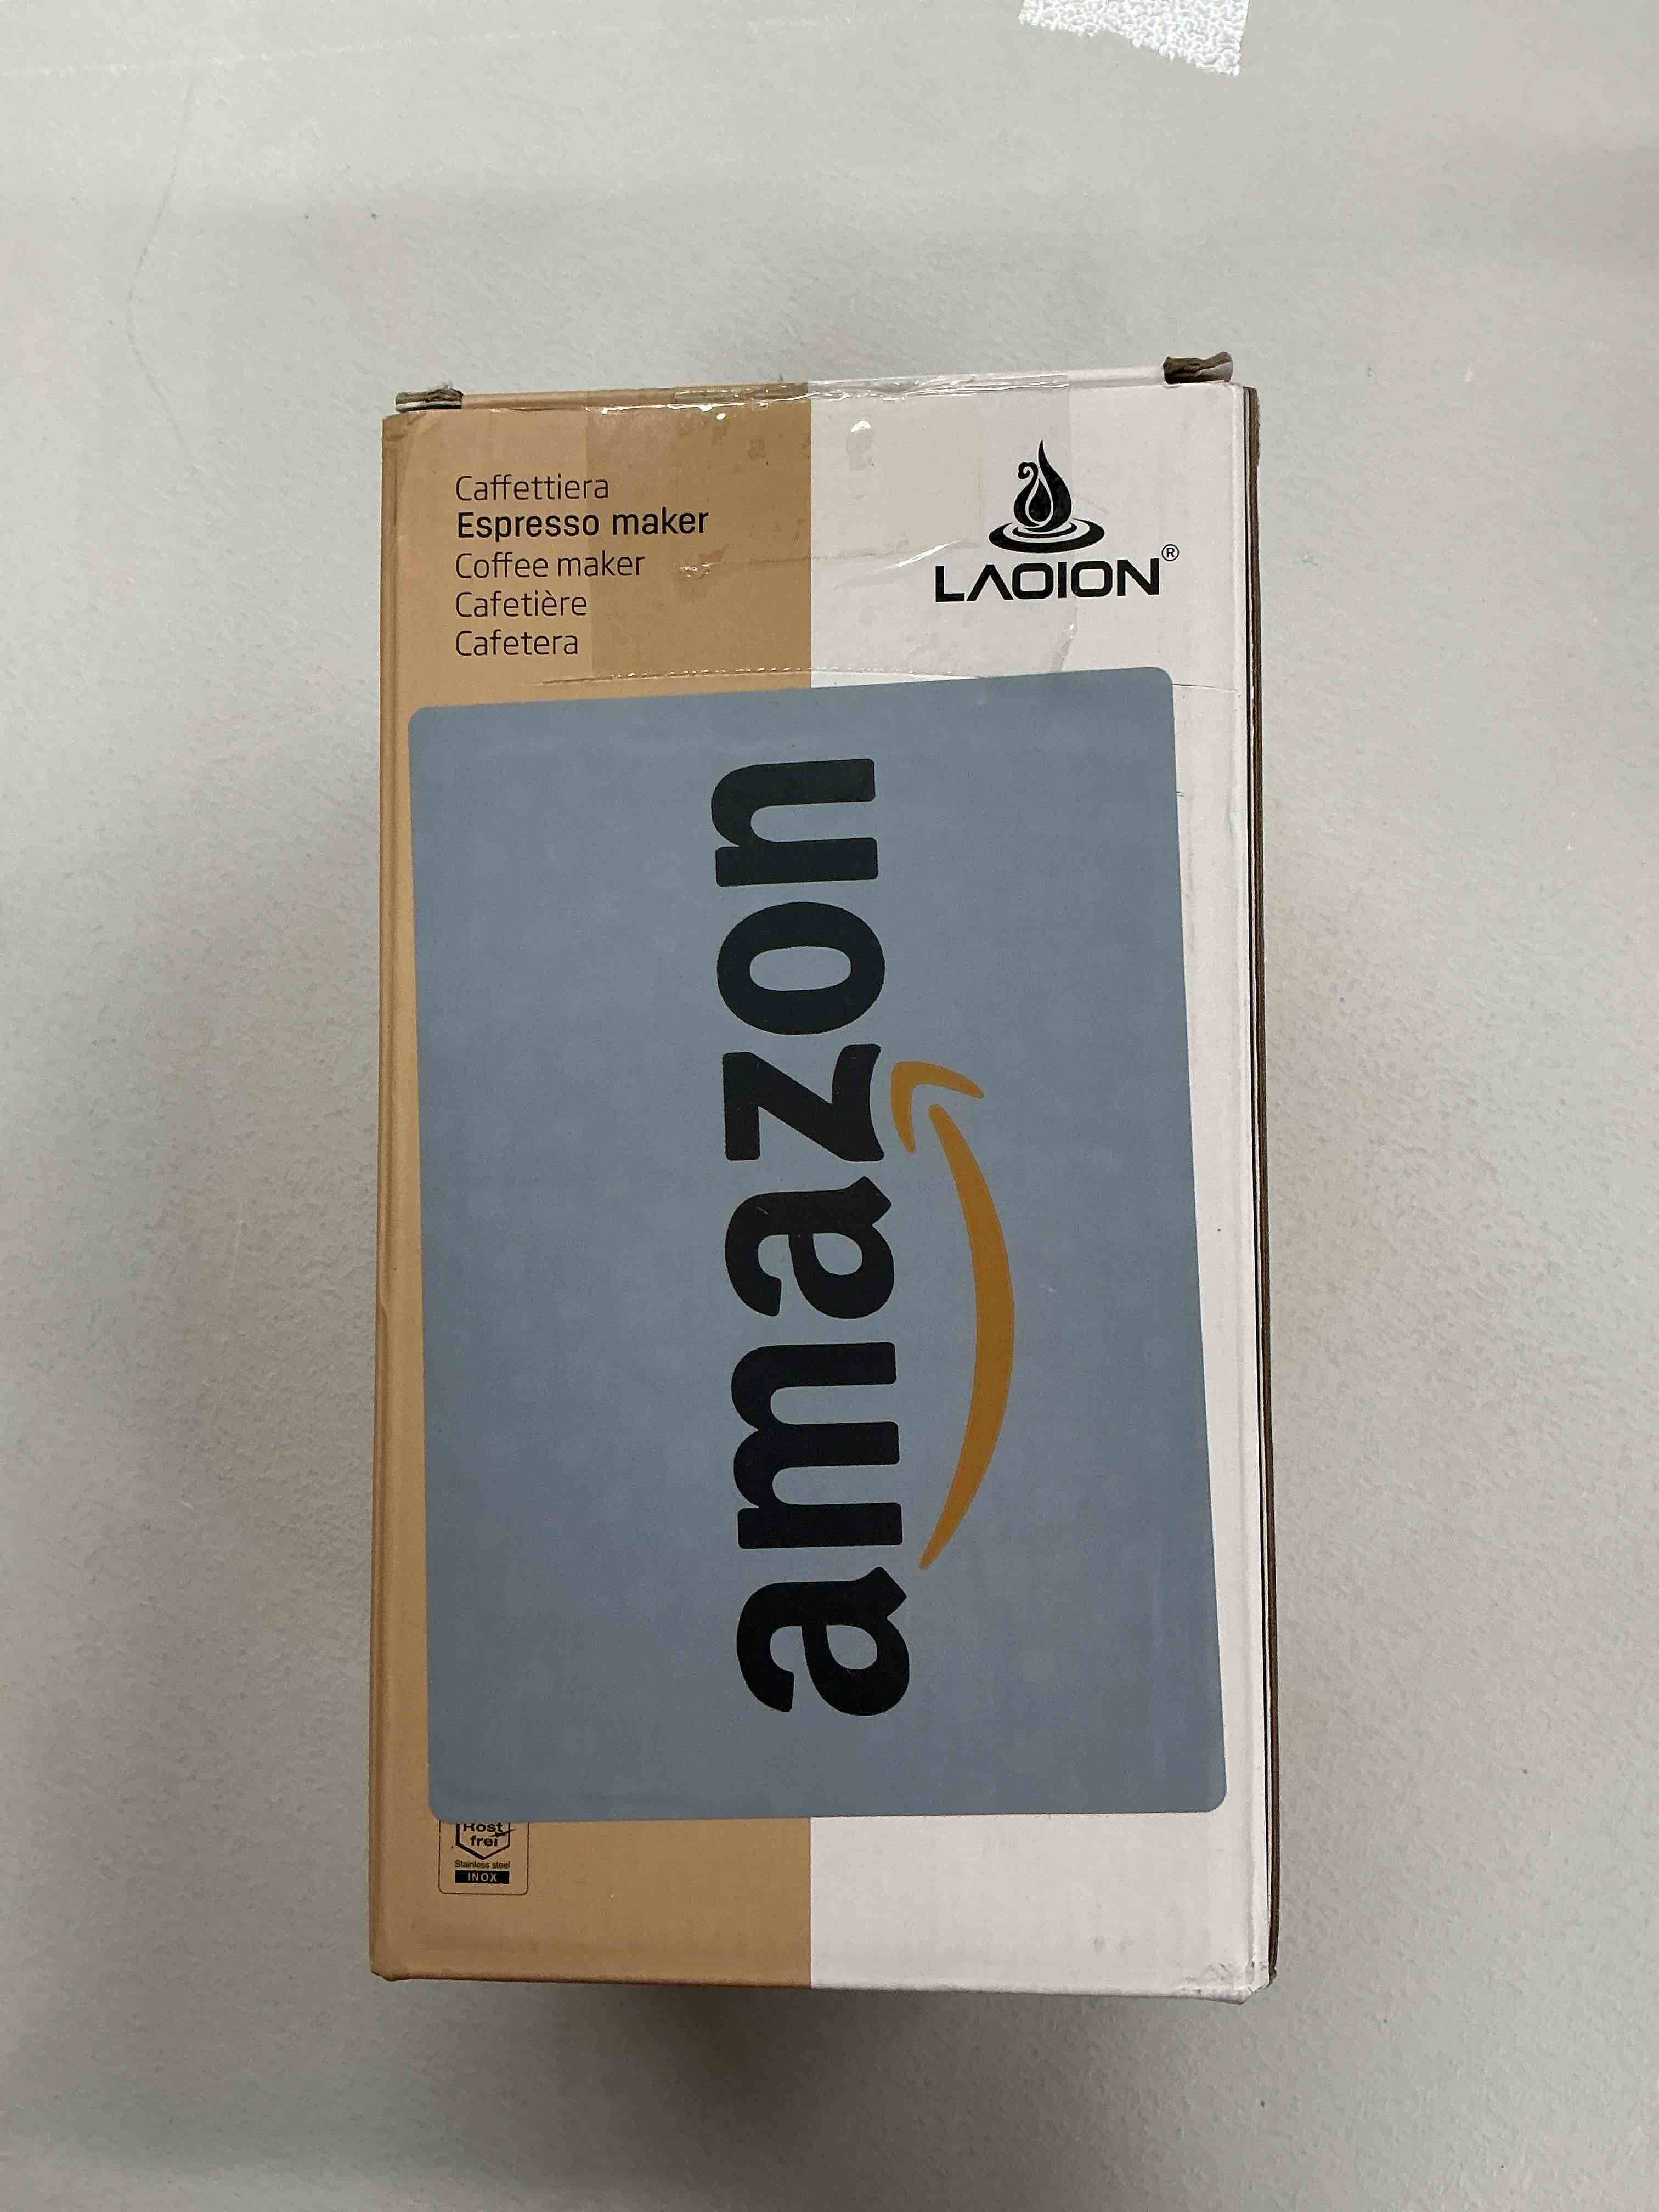 Caffettiera
Espresso maker
Coffee maker
Cafetière
Cafetera
LAOION®
amazon
Rost
frei
Stainless steel
INOX